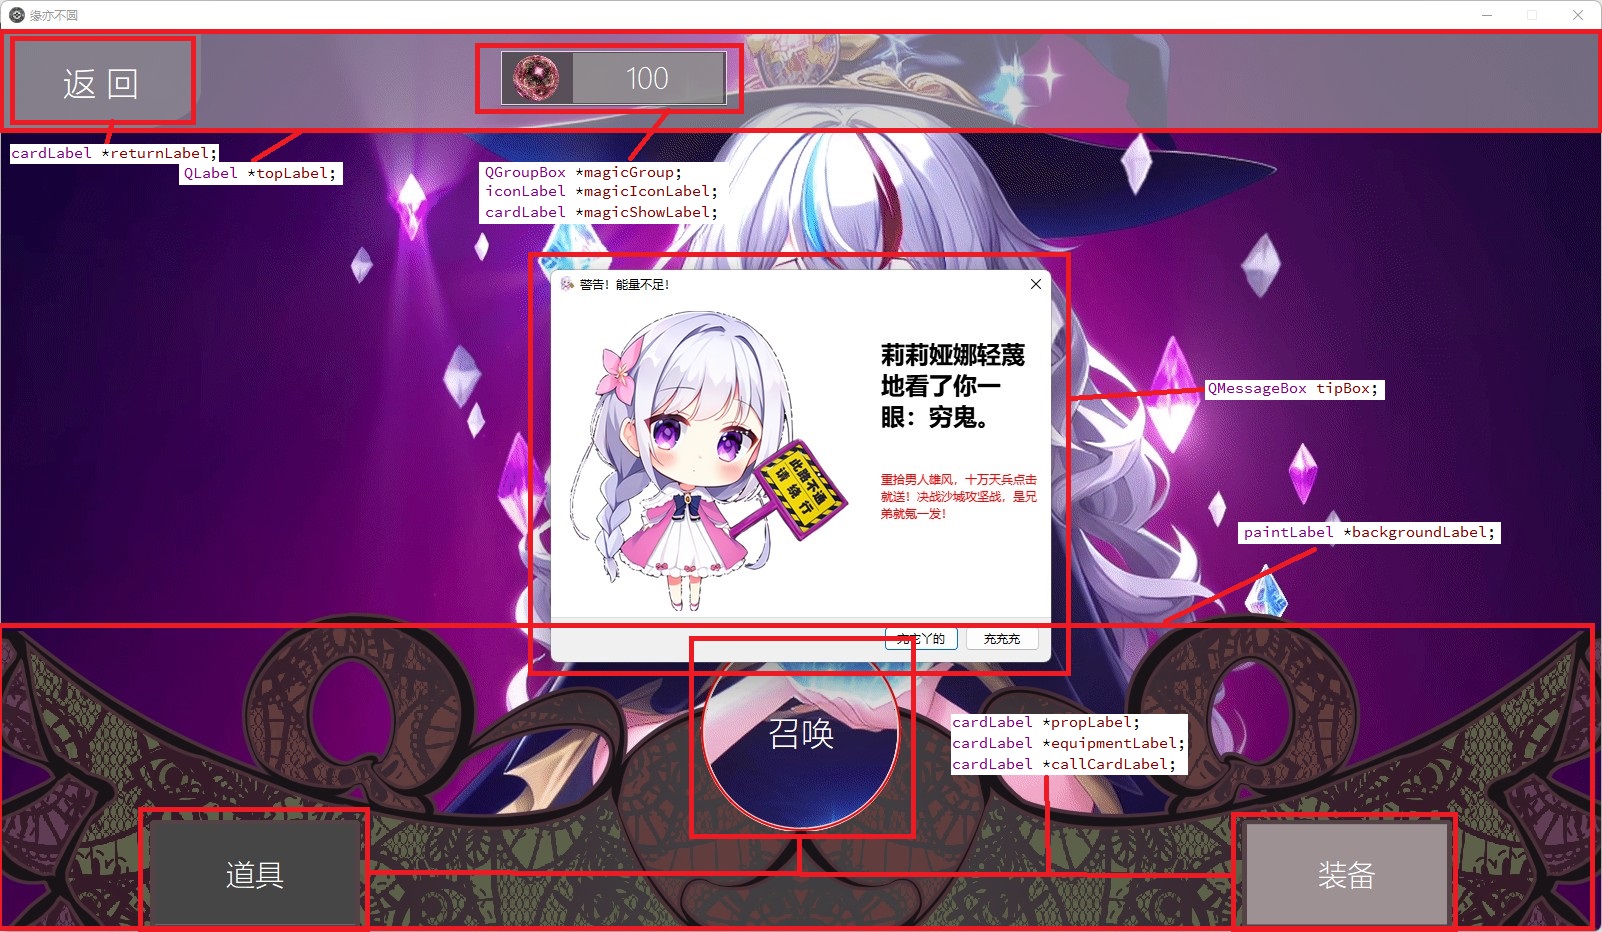 缘亦不圆
返 回
100
cardLabel *returnLabel;
QLabel *topLabel;
QGroupBox *magicGroup;
iconLabel *magicIconLabel;
cardLabel *magicShowLabel;
警告！能量不足！
莉莉娅娜轻蔑
地看了你一
眼：穷鬼。
此路不通
请绕行
重拾男人雄风，十万天兵点击
就送！决战沙城攻坚战，是兄
弟就氪一发！
QMessageBox tipBox;
paintLabel *backgroundLabel;
充它丫的
充充充
召唤
cardLabel *propLabel;
cardLabel *equipmentLabel;
cardLabel *callCardLabel;
道具
装备